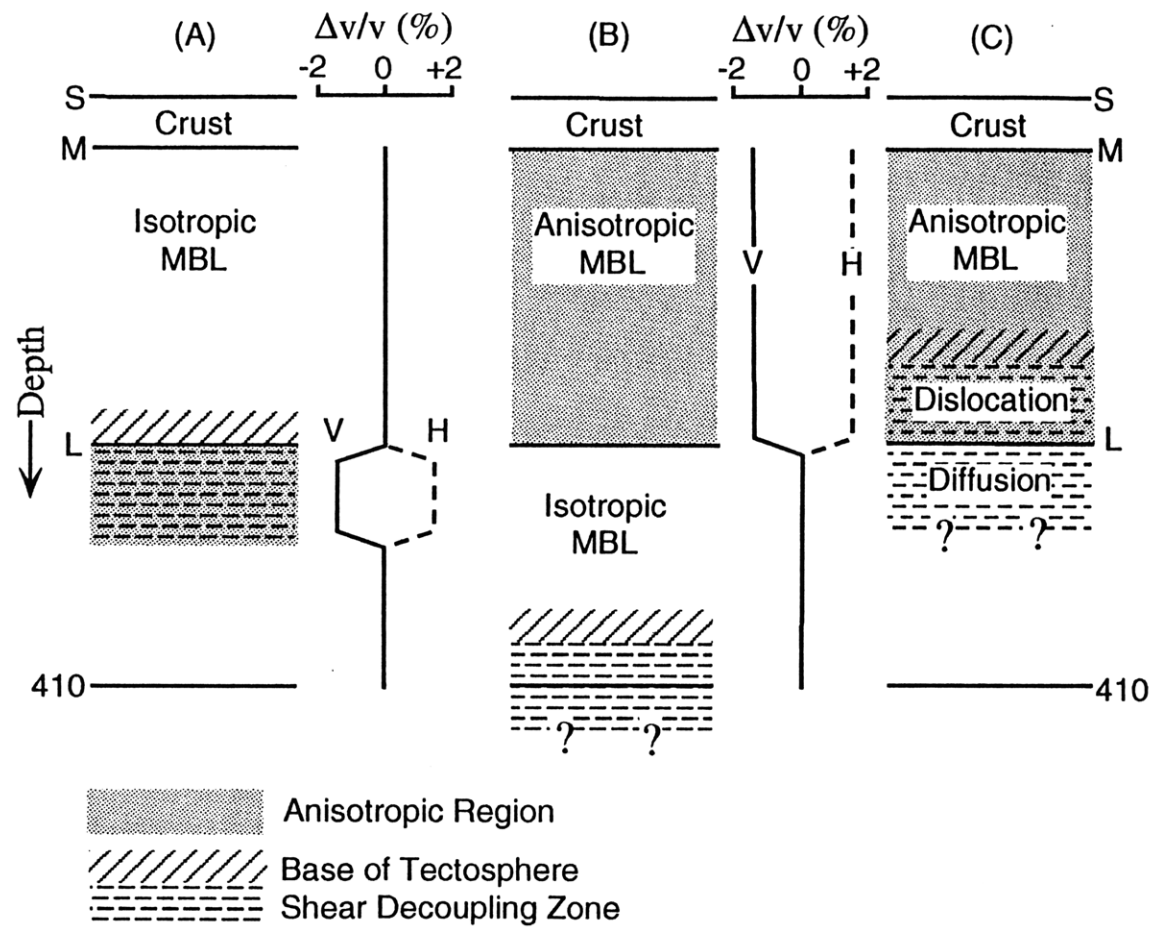 (A) Δv/v (%) (B) Δv/v (%) (C)
-2 0 +2 -2 0 +2
S S
Crust Crust Crust
M M
Isotropic MBL
Anisotropic MBL
Anisotropic MBL
V H
Depth
Dislocation
V H
L L
Diffusion
Isotropic MBL
? ?
410 410
? ?
Anisotropic Region
Base of Tectosphere
Shear Decoupling Zone